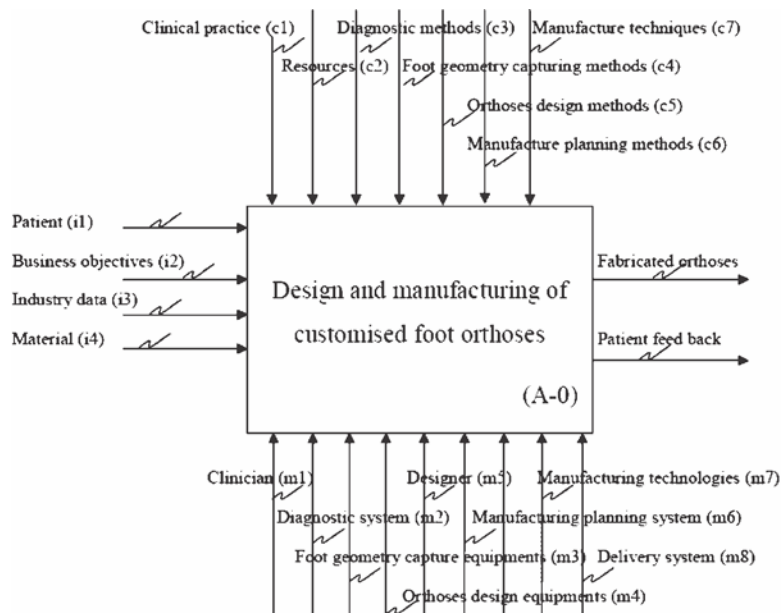 Clinical practice (c1)
Diagnostic methods (c3)
Manufacture techniques (c7)
Resources (c2)
Foot geometry capturing methods (c4)
Orthoses design methods (c5)
Manufacture planning methods (c6)
Patient (i1)
Business objectives (i2)
Industry data (i3)
Material (i4)
Design and manufacturing of
customised foot orthoses
(A-0)
Fabricated orthoses
Patient feed back
Clinician (m1)
Designer (m5)
Manufacturing technologies (m7)
Diagnostic system (m2)
Manufacturing planning system (m6)
Foot geometry capture equipments (m3)
Delivery system (m8)
Orthoses design equipments (m4)